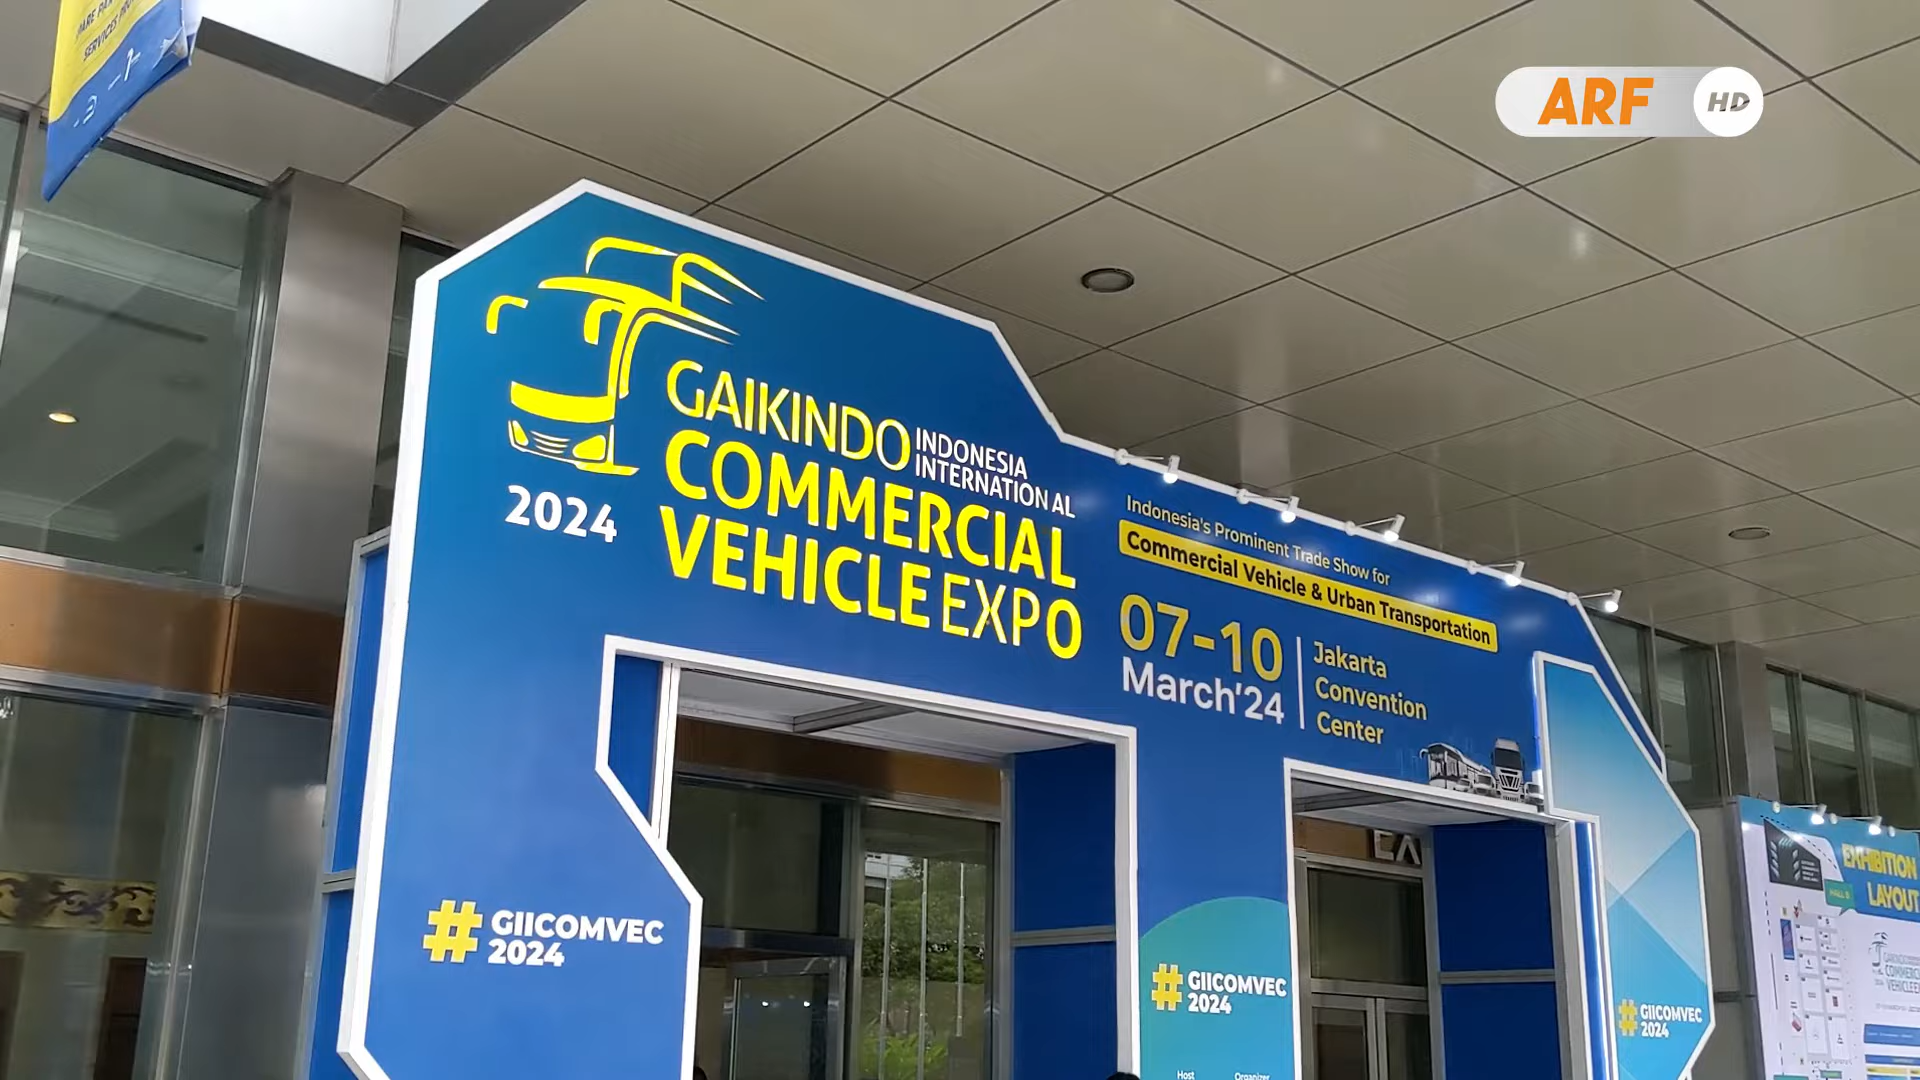 SERVICES
ARF HD
GAIKINDO INDONESIA
INTERNATIONAL
COMMERCIAL
VEHICLE EXPO
2024
Indonesia's Prominent Trade Show for
Commercial Vehicle & Urban Transportation
07-10
March'24
Jakarta
Convention
Center
#GIICOMVEC
2024
#GIICOMVEC
2024
Host
Organizer
#GIICOMVEC
2024
EXHIBITION
LAYOUT